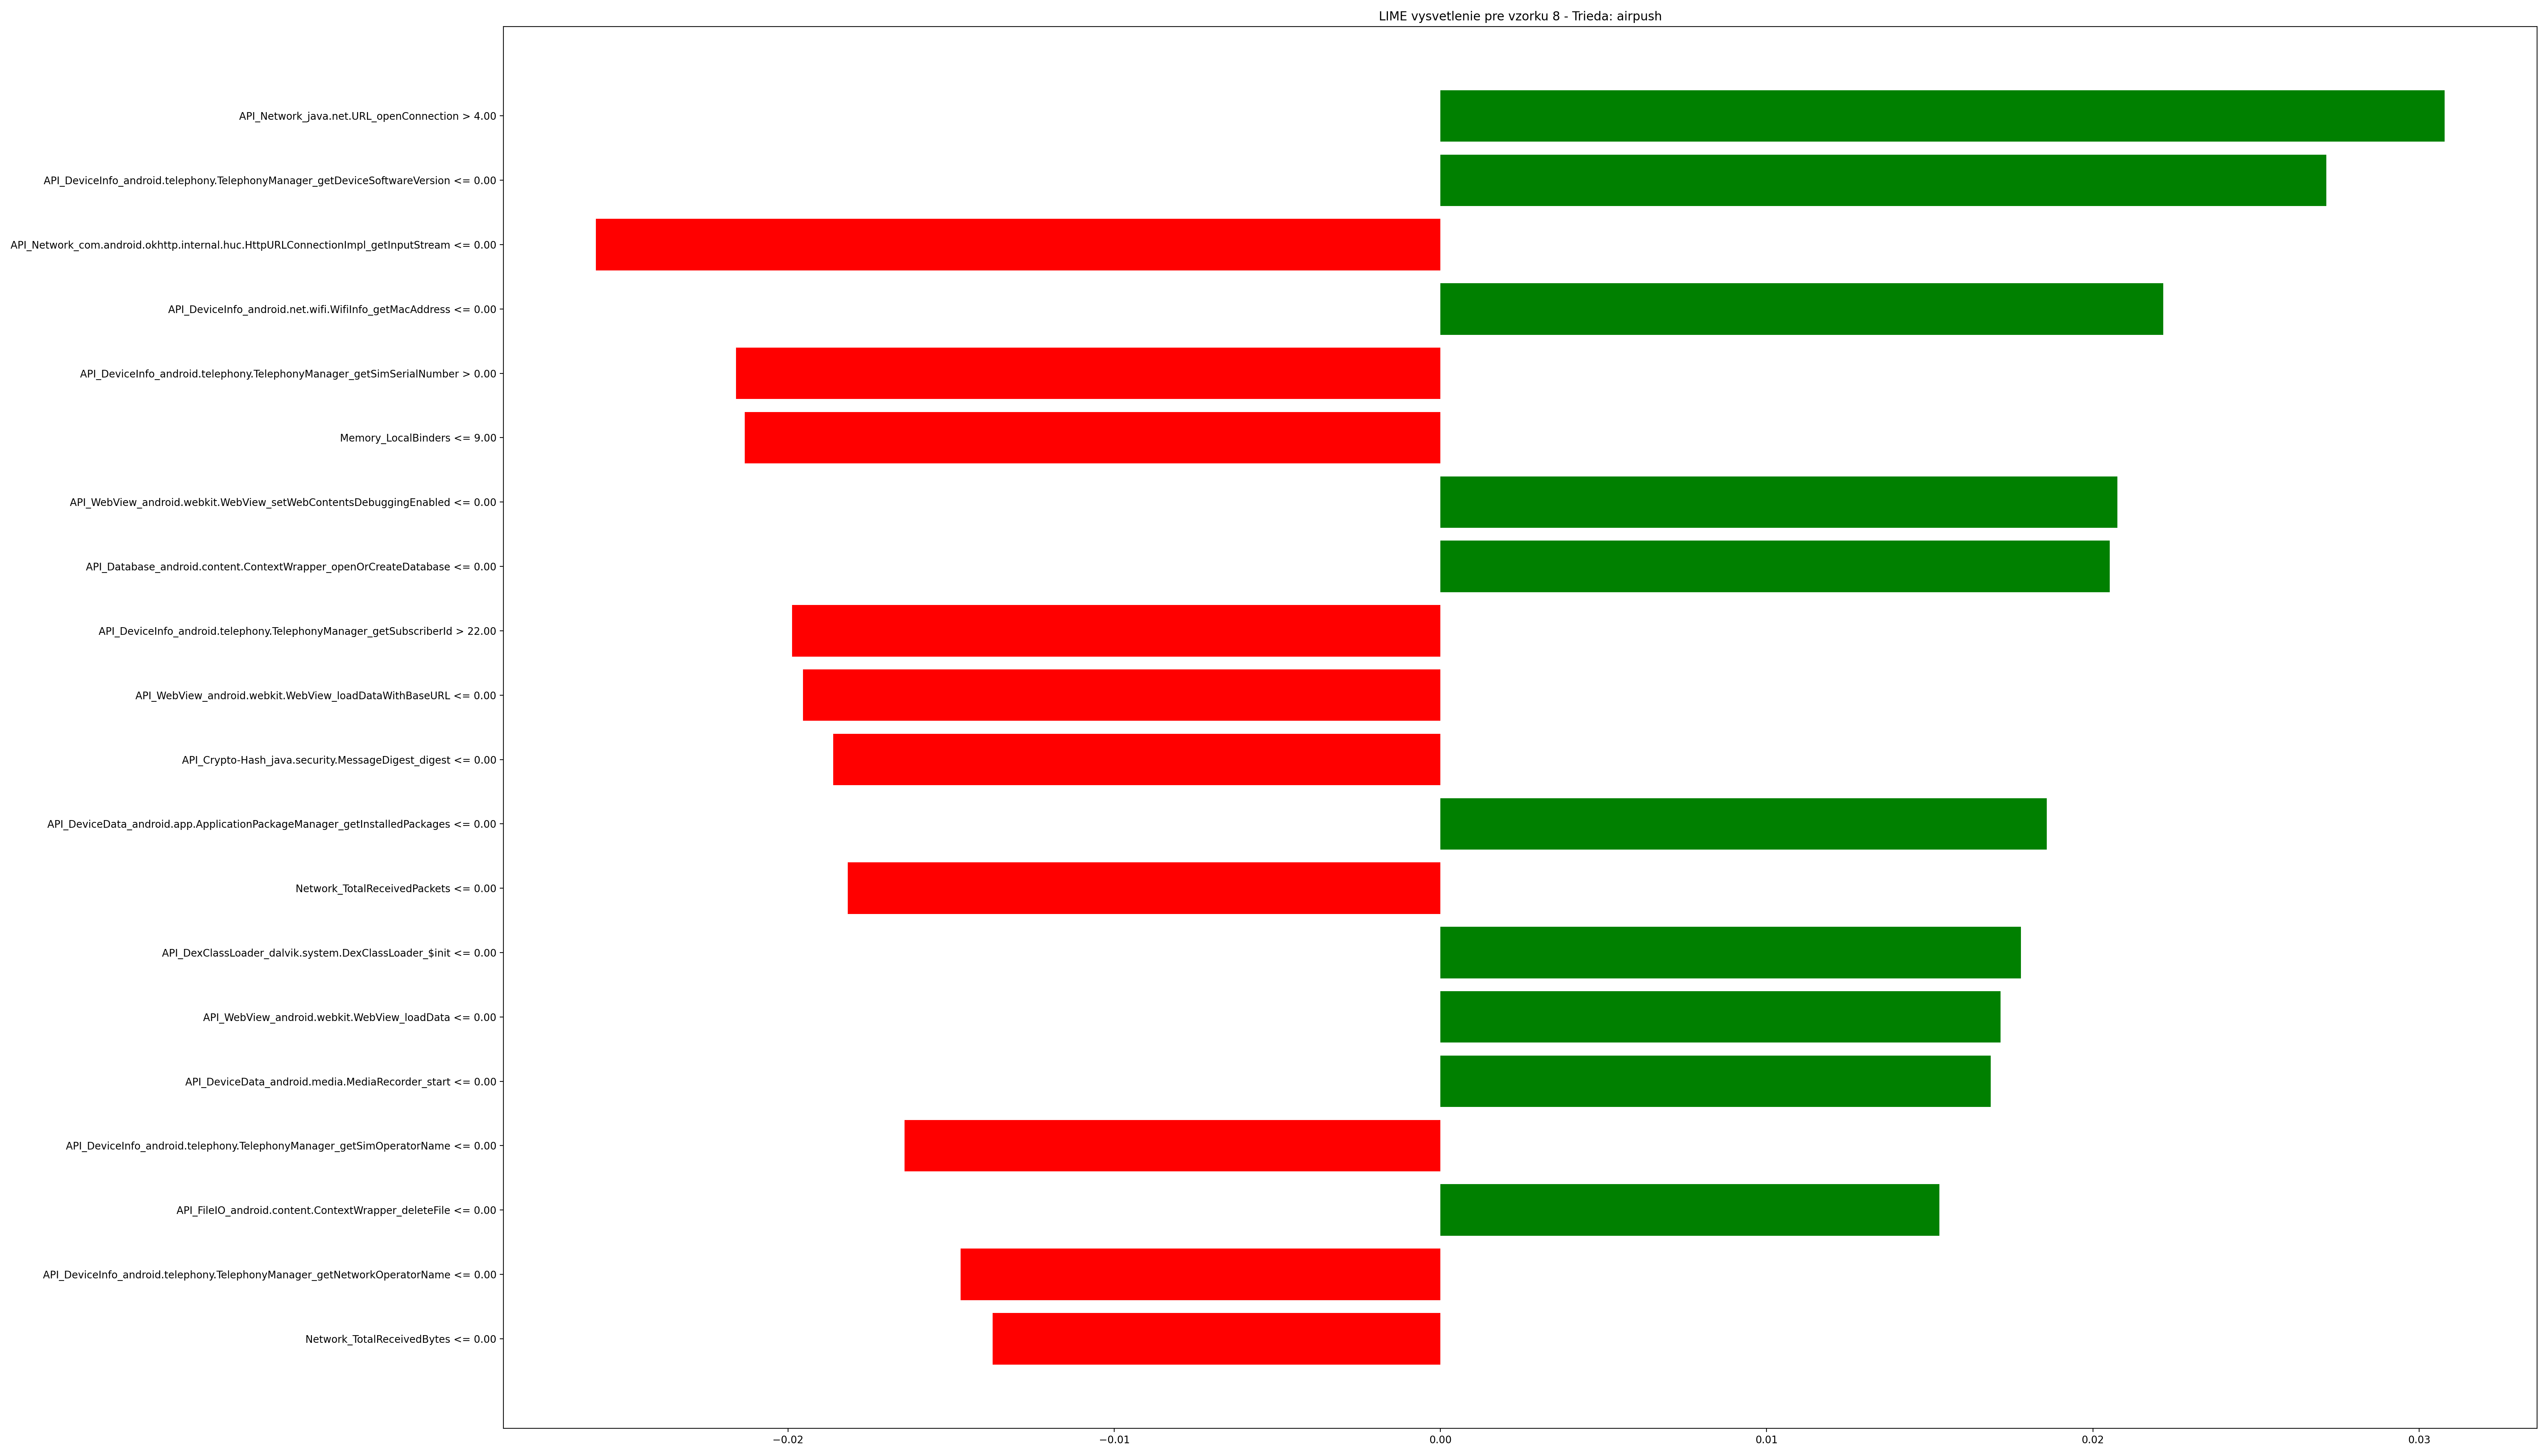 LIME vysvetlenie pre vzorku 8 - Trieda: airpush
API_Network_java.net.URL_openConnection > 4.00
API_DeviceInfo_android.telephony.TelephonyManager_getDeviceSoftwareVersion <= 0.00
API_Network_com.android.okhttp.internal.huc.HttpURLConnectionImpl_getInputStream <= 0.00
API_DeviceInfo_android.net.wifi.WifiInfo_getMacAddress <= 0.00
API_DeviceInfo_android.telephony.TelephonyManager_getSimSerialNumber > 0.00
Memory_LocalBinders <= 9.00
API_WebView_android.webkit.WebView_setWebContentsDebuggingEnabled <= 0.00
API_Database_android.content.ContextWrapper_openOrCreateDatabase <= 0.00
API_DeviceInfo_android.telephony.TelephonyManager_getSubscriberId > 22.00
API_WebView_android.webkit.WebView_loadDataWithBaseURL <= 0.00
API_Crypto-Hash_java.security.MessageDigest_digest <= 0.00
API_DeviceData_android.app.ApplicationPackageManager_getInstalledPackages <= 0.00
Network_TotalReceivedPackets <= 0.00
API_DexClassLoader_dalvik.system.DexClassLoader_$init <= 0.00
API_WebView_android.webkit.WebView_loadData <= 0.00
API_DeviceData_android.media.MediaRecorder_start <= 0.00
API_DeviceInfo_android.telephony.TelephonyManager_getSimOperatorName <= 0.00
API_FileIO_android.content.ContextWrapper_deleteFile <= 0.00
API_DeviceInfo_android.telephony.TelephonyManager_getNetworkOperatorName <= 0.00
Network_TotalReceivedBytes <= 0.00
−0.02 −0.01 0.00 0.01 0.02 0.03